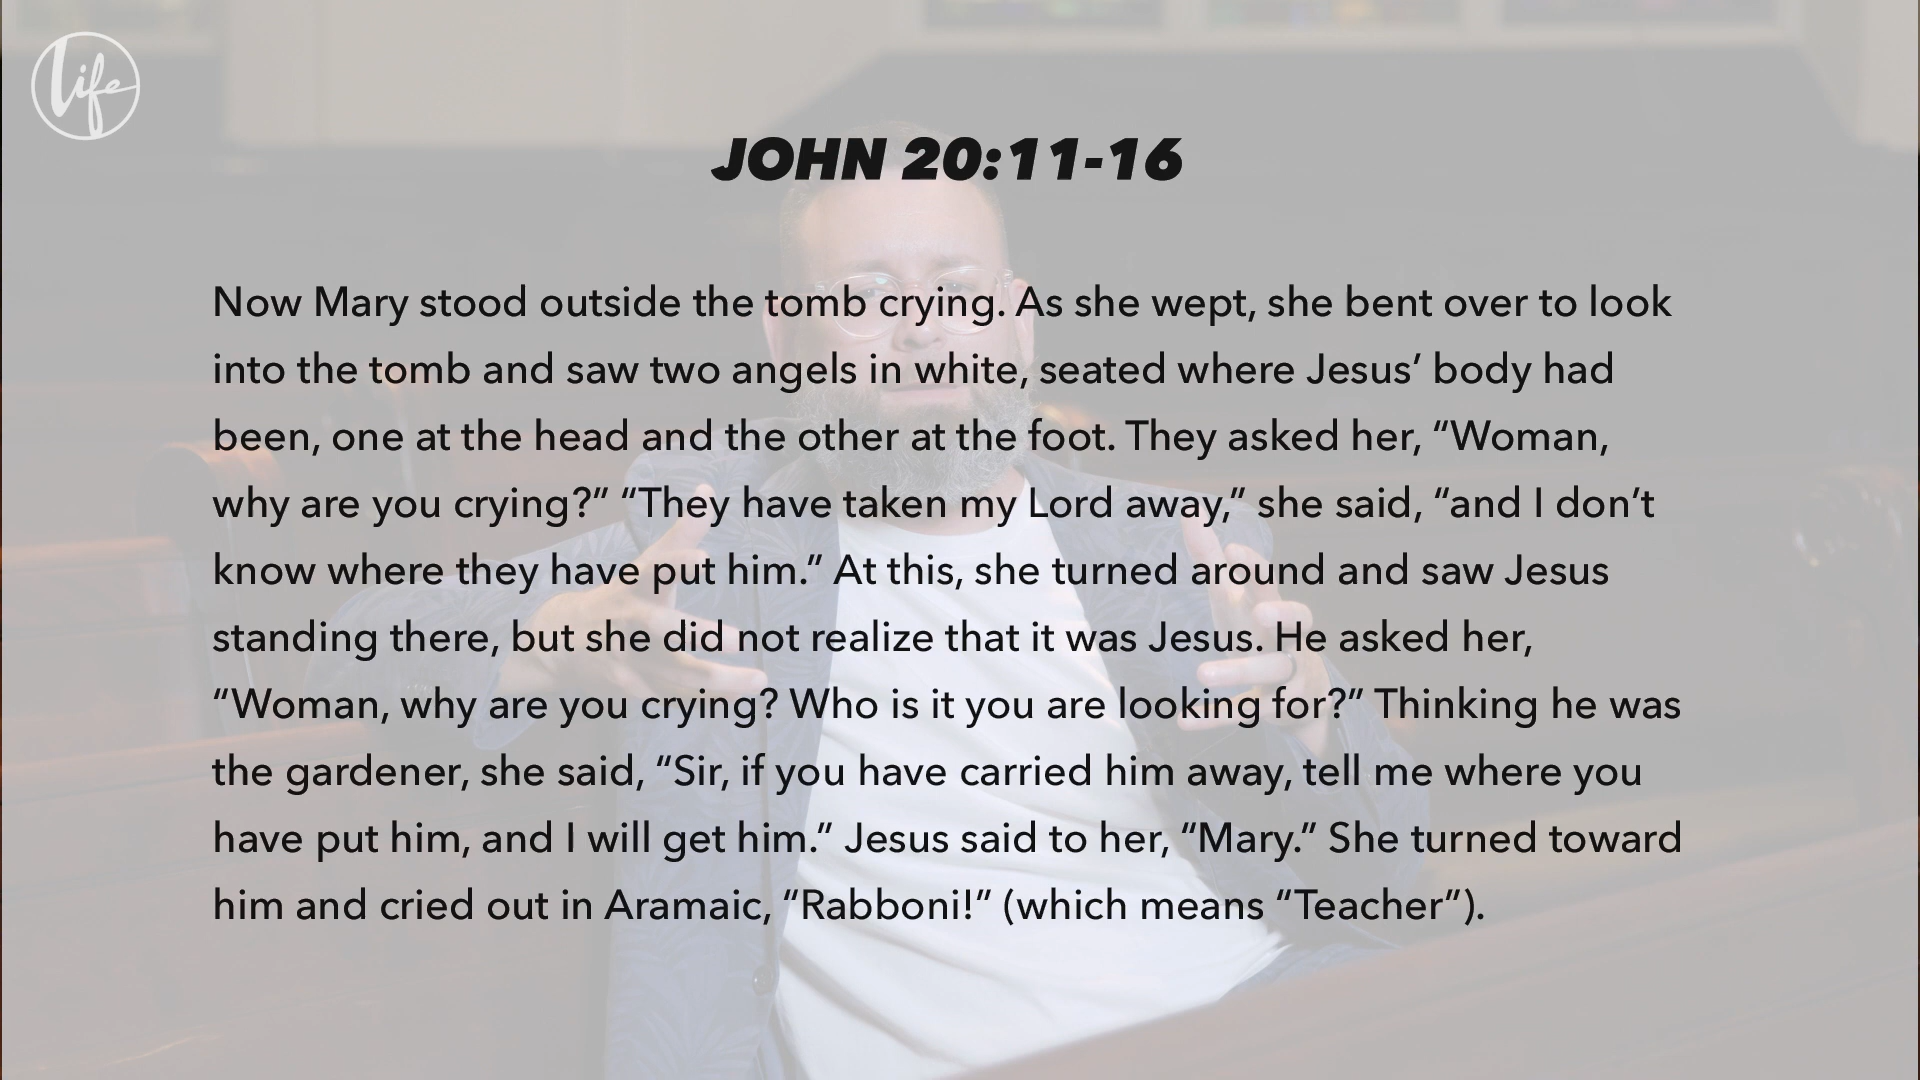 Life
JOHN 20:11-16
Now Mary stood outside the tomb crying. As she wept, she bent over to look
into the tomb and saw two angels in white, seated where Jesus’ body had
been, one at the head and the other at the foot. They asked her, “Woman,
why are you crying?” “They have taken my Lord away,” she said, “and I don’t
know where they have put him.” At this, she turned around and saw Jesus
standing there, but she did not realize that it was Jesus. He asked her,
“Woman, why are you crying? Who is it you are looking for?” Thinking he was
the gardener, she said, “Sir, if you have carried him away, tell me where you
have put him, and I will get him.” Jesus said to her, “Mary.” She turned toward
him and cried out in Aramaic, “Rabboni!” (which means “Teacher”).